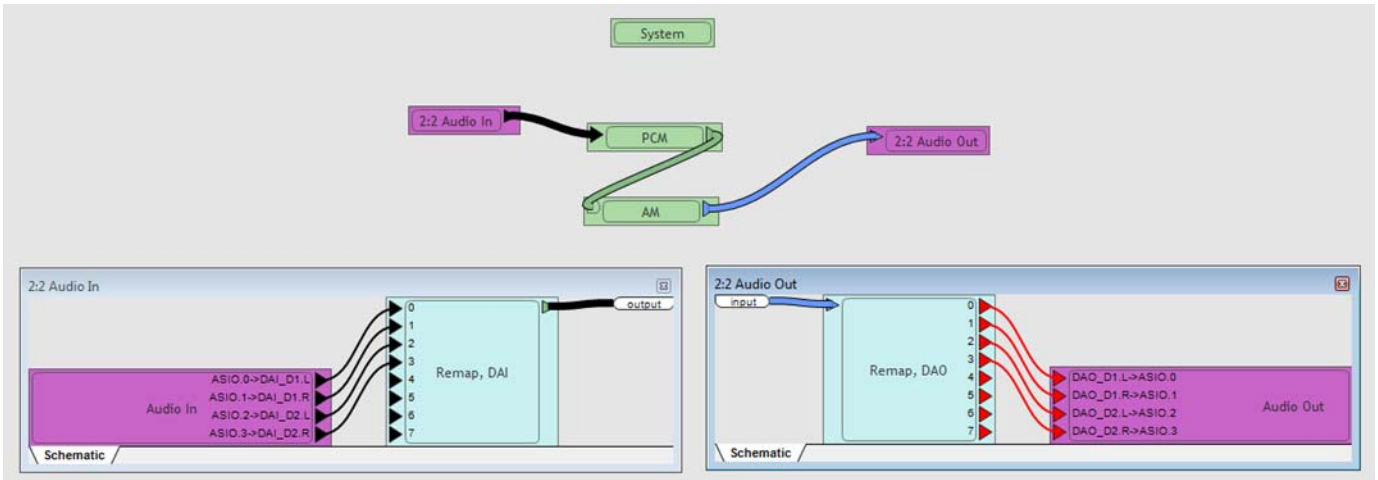 System
2:2 Audio In
PCM
2:2 Audio Out
AM
2:2 Audio In
output
0
1
2
3
4
5
6
7
Remap, DAI
ASIO.0->DAI_D1.L
ASIO.1->DAI_D1.R
ASIO.2->DAI_D2.L
ASIO.3->DAI_D2.R
Audio In
Schematic
2:2 Audio Out
input
Remap, DAO
0
1
2
3
4
5
6
7
DAO_D1.L->ASIO.0
DAO_D1.R->ASIO.1
DAO_D2.L->ASIO.2
DAO_D2.R->ASIO.3
Audio Out
Schematic